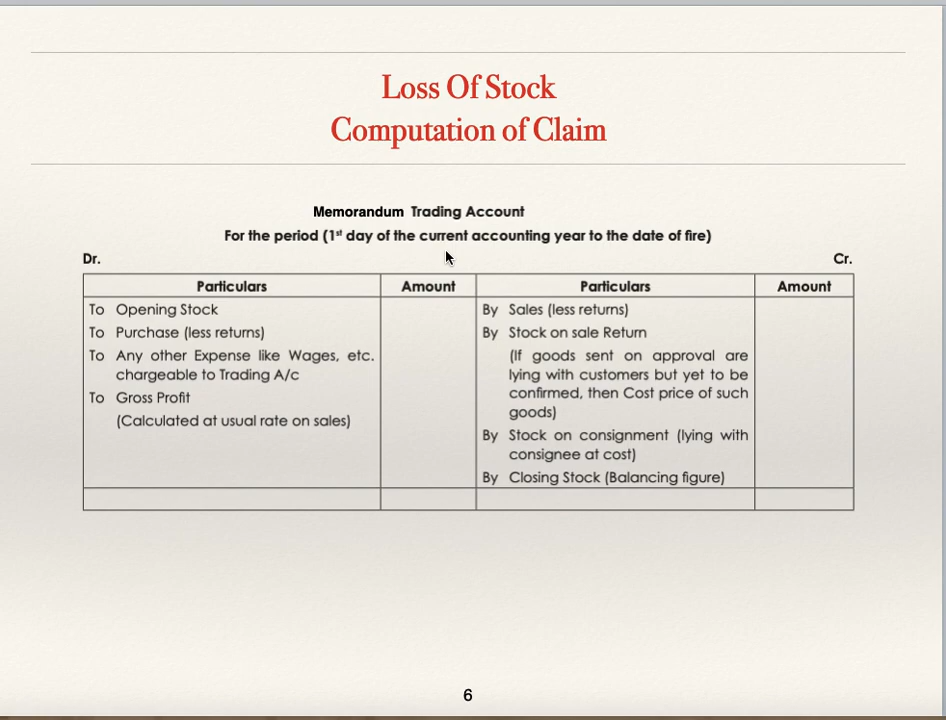 Loss Of Stock
Computation of Claim
Memorandum Trading Account
For the period (1st day of the current accounting year to the date of fire)
Dr.
Cr.
Particulars
Amount
Particulars
Amount
To Opening Stock
To Purchase (less returns)
To Any other Expense like Wages, etc.
chargeable to Trading A/c
To Gross Profit
(Calculated at usual rate on sales)
By Sales (less returns)
By Stock on sale Return
(If goods sent on approval are
lying with customers but yet to be
confirmed, then Cost price of such
goods)
By Stock on consignment (lying with
consignee at cost)
By Closing Stock (Balancing figure)
6